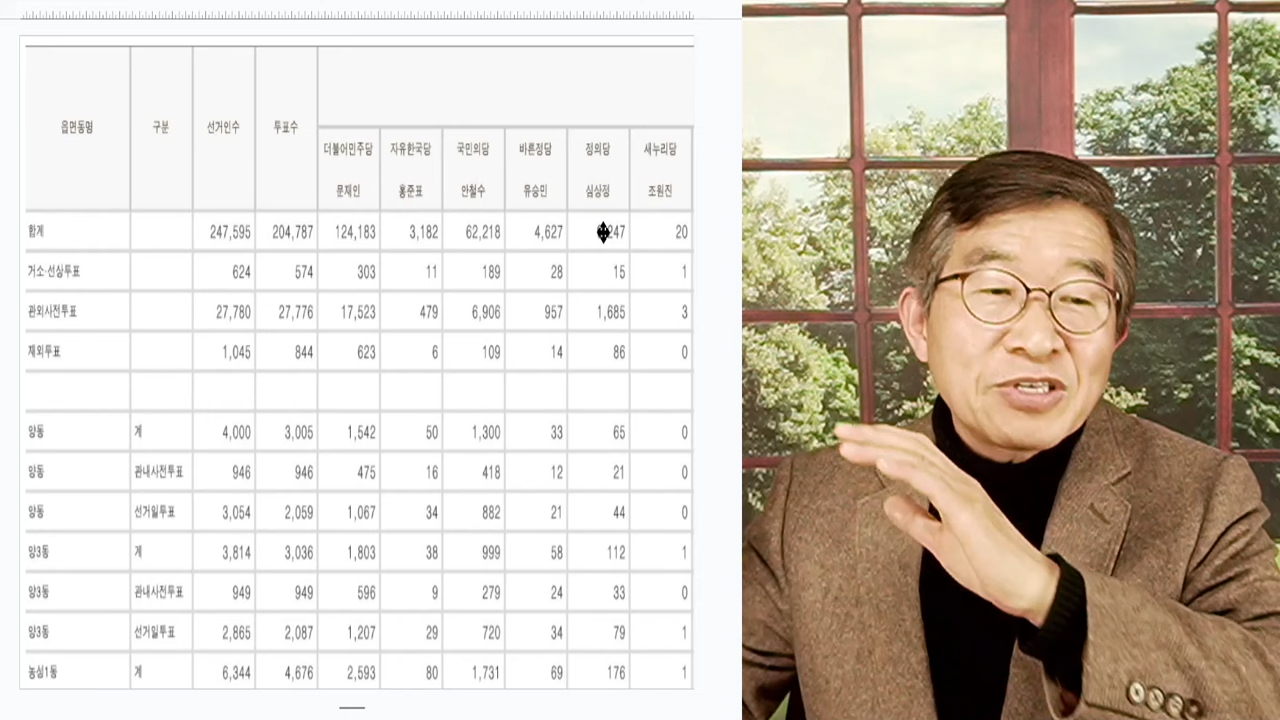 읍면동명 구분 선거인수 투표수
더불어민주당 자유한국당 국민의당 바른정당 정의당 새누리당
문재인 홍준표 안철수 유승민 심상정 조원진
합계 247,595 204,787 124,183 3,182 62,218 4,627 20
거소·선상투표 624 574 303 11 189 28 15 1
관외사전투표 27,780 27,776 17,523 479 6,906 957 1,685 3
재외투표 1,045 844 623 6 109 14 86 0
양동 계 4,000 3,005 1,542 50 1,300 33 65 0
양동 관내사전투표 946 946 475 16 418 12 21 0
양동 선거일투표 3,054 2,059 1,067 34 882 21 44 0
양3동 계 3,814 3,036 1,803 38 999 58 112 1
양3동 관내사전투표 949 949 596 9 279 24 33 0
양3동 선거일투표 2,865 2,087 1,207 29 720 34 79 1
농성1동 계 6,344 4,676 2,593 80 1,731 69 176 1